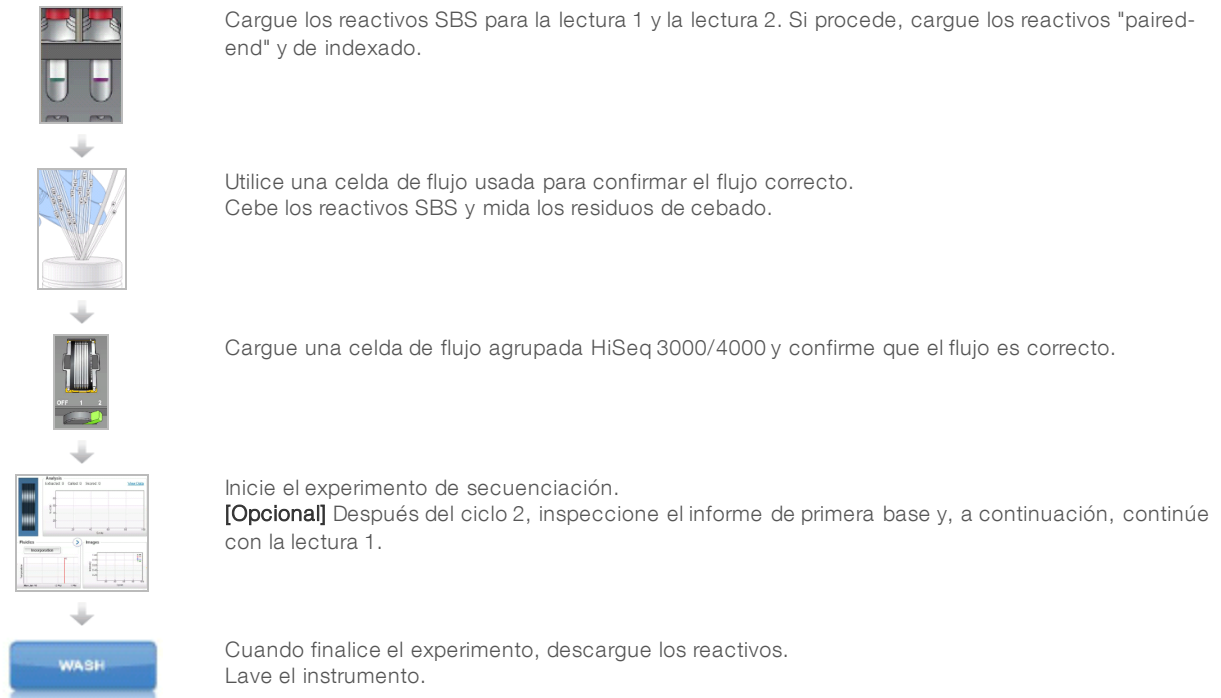 Cargue los reactivos SBS para la lectura 1 y la lectura 2. Si procede, cargue los reactivos "paired-
end" y de indexado.
Utilice una celda de flujo usada para confirmar el flujo correcto.
Cebe los reactivos SBS y mida los residuos de cebado.
Cargue una celda de flujo agrupada HiSeq 3000/4000 y confirme que el flujo es correcto.
OFF 1 2
Analysis
Inicie el experimento de secuenciación.
[Opcional] Después del ciclo 2, inspeccione el informe de primera base y, a continuación, continúe
con la lectura 1.
Fluidics
Images
Cuando finalice el experimento, descargue los reactivos.
Lave el instrumento.
WASH